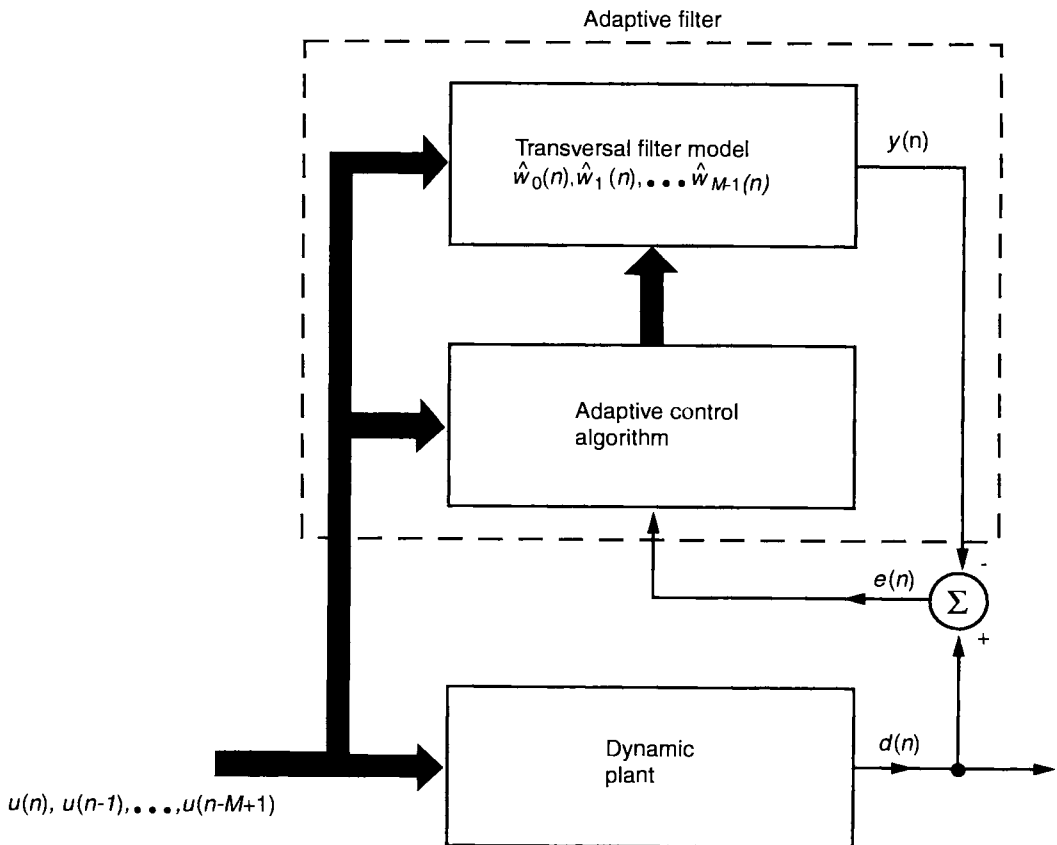 Adaptive filter
Transversal filter model
ŵ0(n),ŵ1 (n),••• ŵM-1(n)
y(n)
Adaptive control
algorithm
-
e(n)
Σ
+
Dynamic
plant
d(n)
u(n), u(n-1),•••,u(n-M+1)